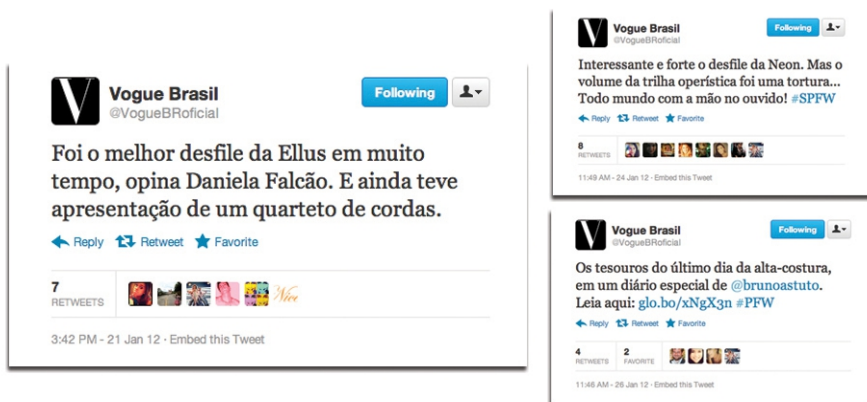 Vogue Brasil
@VogueBRoficial
Following
Foi o melhor desfile da Ellus em muito
tempo, opina Daniela Falcão. E ainda teve
apresentação de um quarteto de cordas.
Reply Retweet Favorite
7
RETWEETS
Nice
3:42 PM - 21 Jan 12 · Embed this Tweet
Vogue Brasil
@VogueBRoficial
Following
Interessante e forte o desfile da Neon. Mas o
volume da trilha operística foi uma tortura...
Todo mundo com a mão no ouvido! #SPFW
Reply Retweet Favorite
8
RETWEETS
11:49 AM - 24 Jan 12 · Embed this Tweet
Vogue Brasil
@VogueBRoficial
Following
Os tesouros do último dia da alta-costura,
em um diário especial de @brunoastuto.
Leia aqui: glo.bo/xNgX3n #PFW
Reply Retweet Favorite
4 2
RETWEETS FAVORITE
11:46 AM - 26 Jan 12 · Embed this Tweet